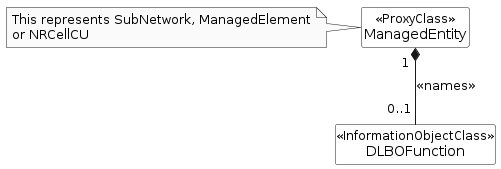 This represents SubNetwork, ManagedElement
or NRCellCU
«ProxyClass»
ManagedEntity
1
«names»
0..1
«InformationObjectClass»
DLBOFunction